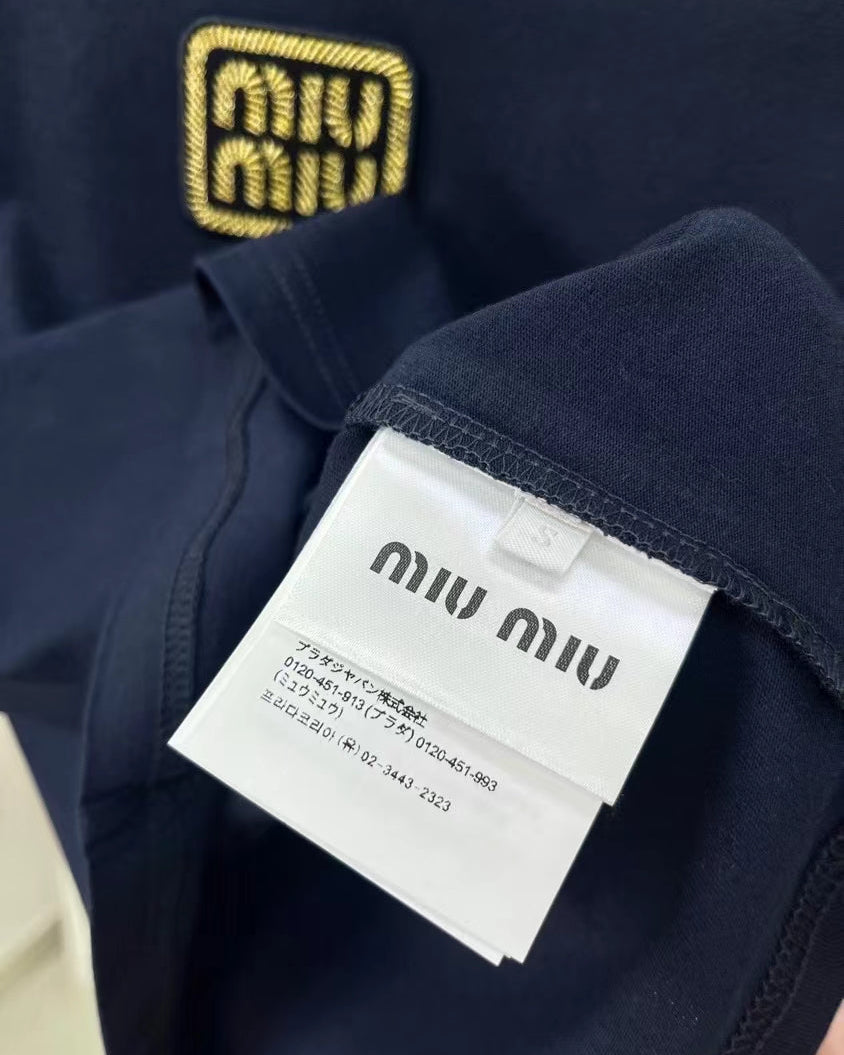 MIU
MIU
S
MIU MIU
プラダジャパン株式会社
0120-451-913 (プラダ) 0120-451-993
(ミュウミュウ)
프라다코리아(유) 02-3443-2323